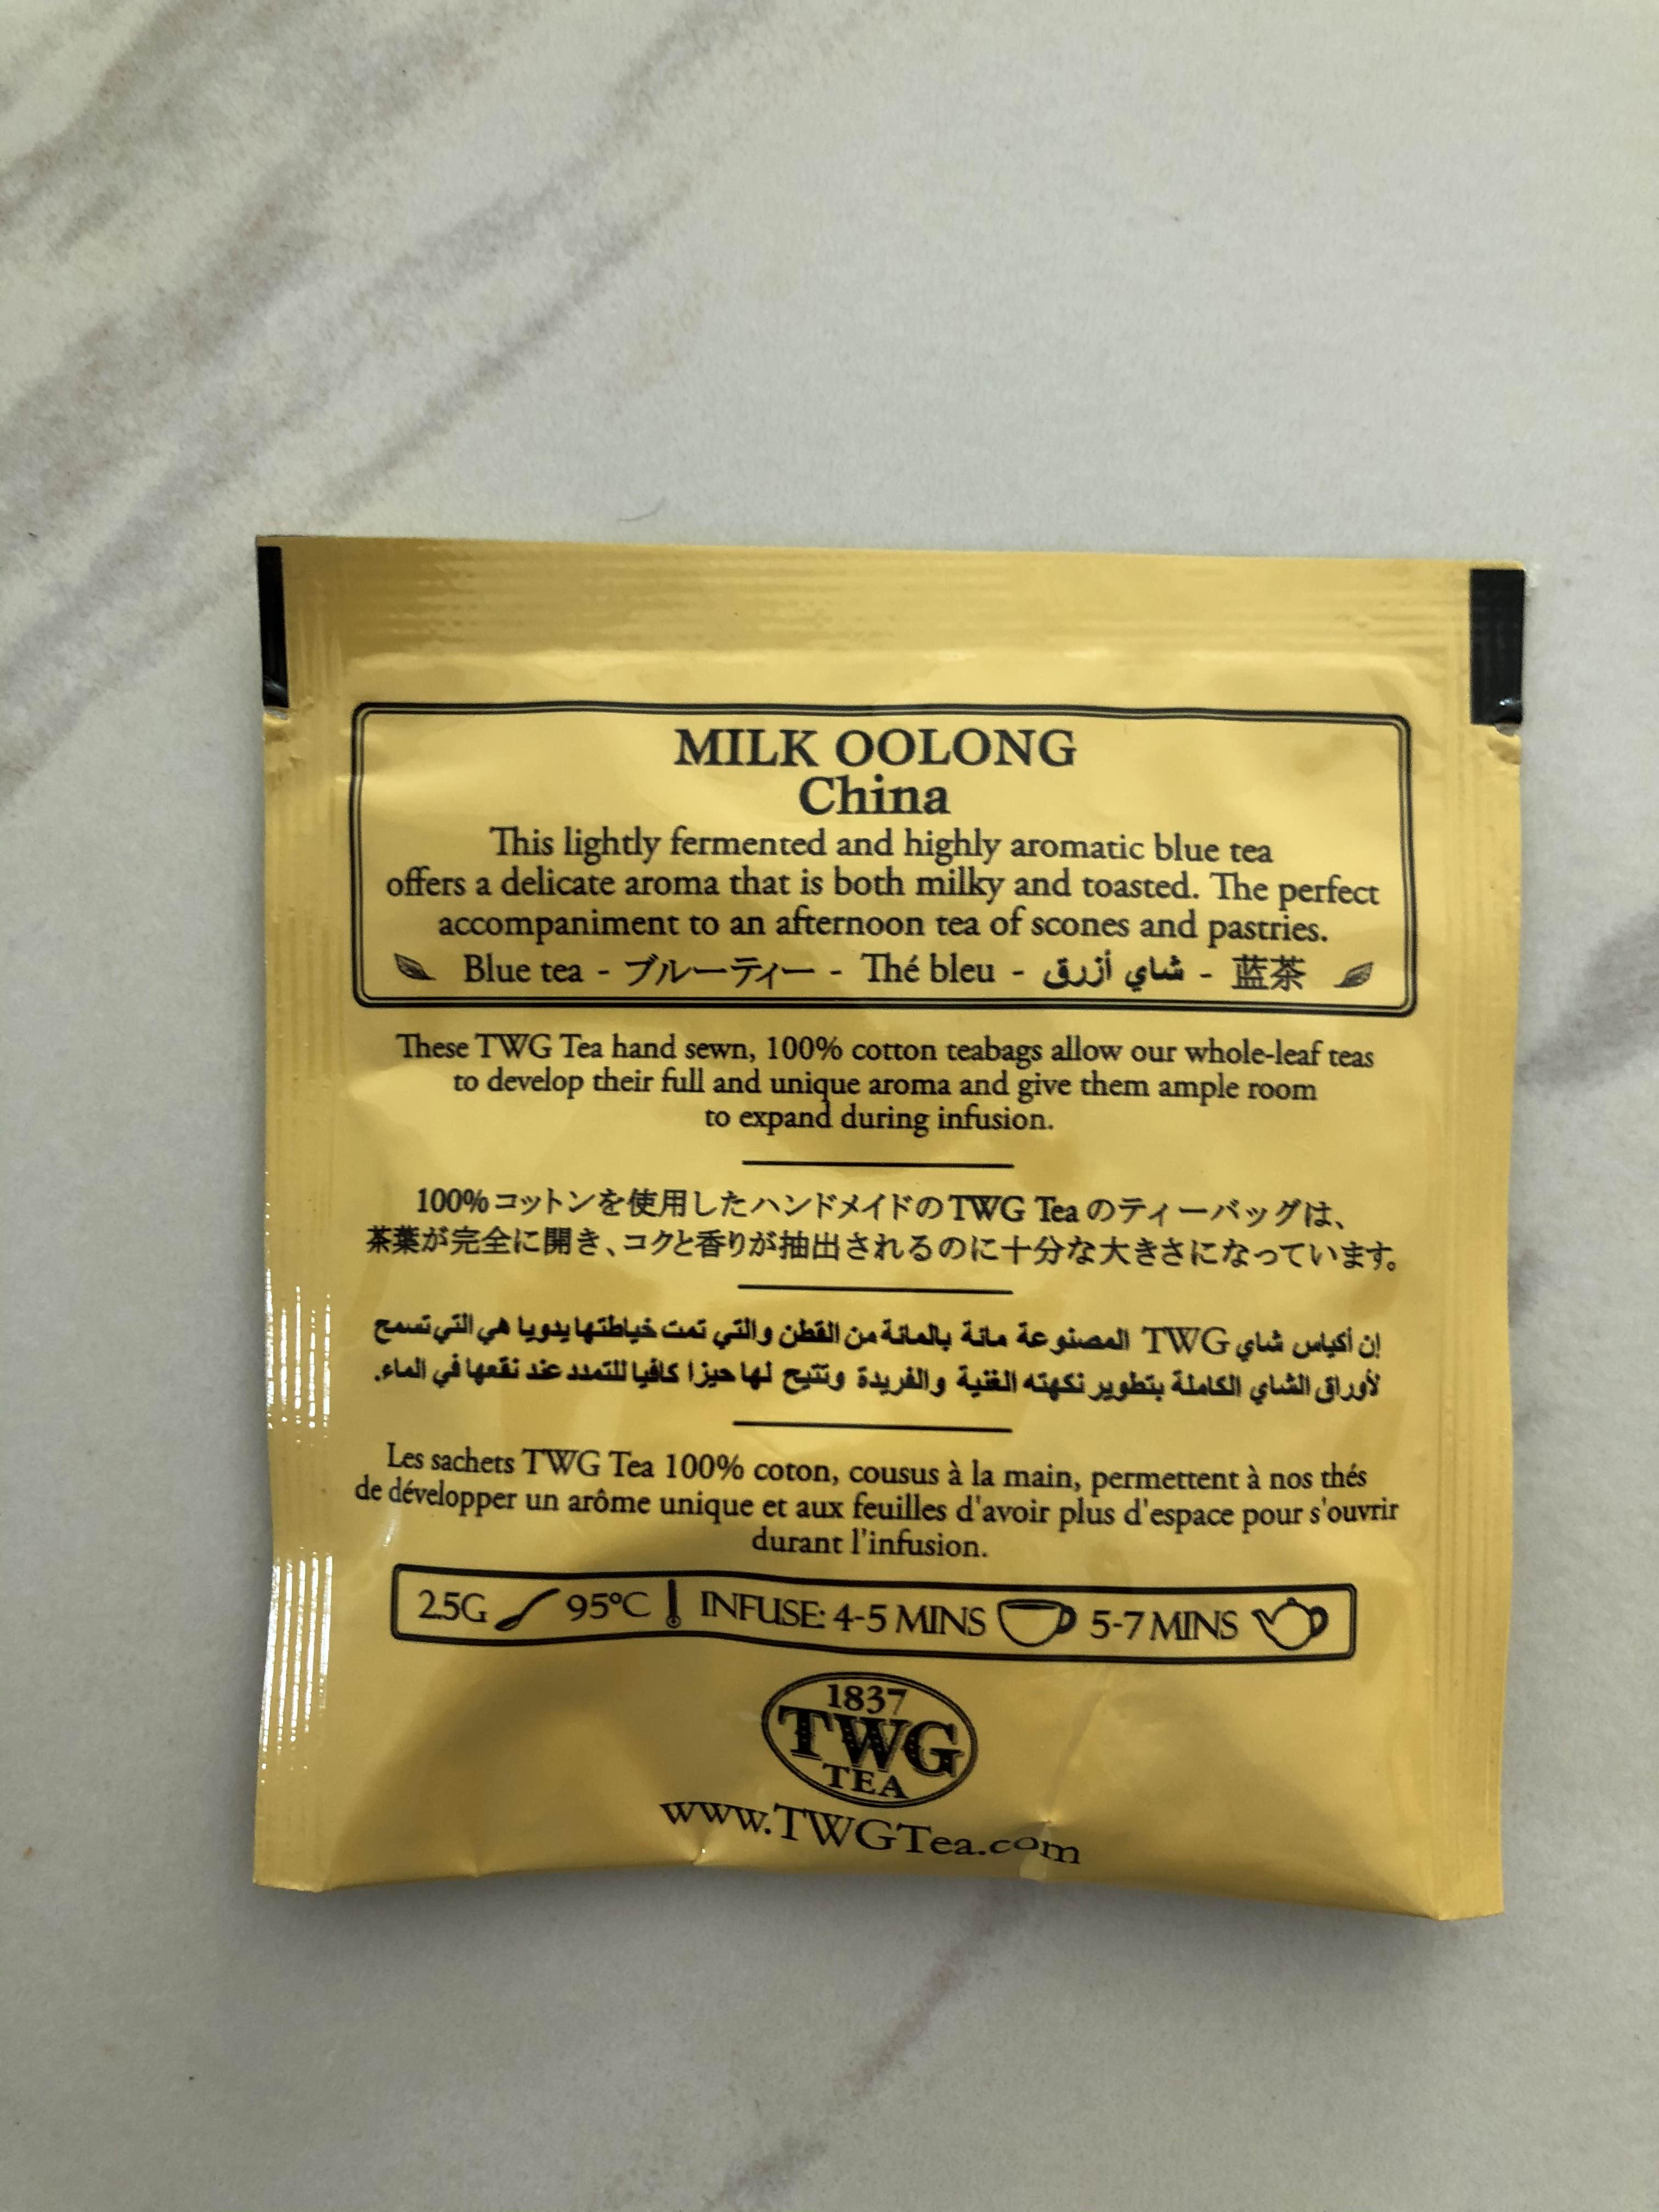 MILK OOLONG
China
This lightly fermented and highly aromatic blue tea
offers a delicate aroma that is both milky and toasted. The perfect
accompaniment to an afternoon tea of scones and pastries.
Blue tea - ブルーティー - Thé bleu - شاي أزرق - 蓝茶
These TWG Tea hand sewn, 100% cotton teabags allow our whole-leaf teas
to develop their full and unique aroma and give them ample room
to expand during infusion.
100%コットンを使用したハンドメイドのTWG Teaのティーバッグは、
茶葉が完全に開き、コクと香りが抽出されるのに十分な大きさになっています。
إن أكياس شاي TWG المصنوعة مائة بالمائة من القطن والتي تمت خياطتها يدويا هي التي تسمح
لأوراق الشاي الكاملة بتطوير نكهته الغنية والفريدة وتتيح لها حيزا كافيا للتمدد عند نقعها في الماء.
Les sachets TWG Tea 100% coton, cousus à la main, permettent à nos thés
de développer un arôme unique et aux feuilles d'avoir plus d'espace pour s'ouvrir
durant l'infusion.
2.5G 95°C INFUSE: 4-5 MINS 5-7 MINS
1837
TWG
TEA
www.TWGTea.com